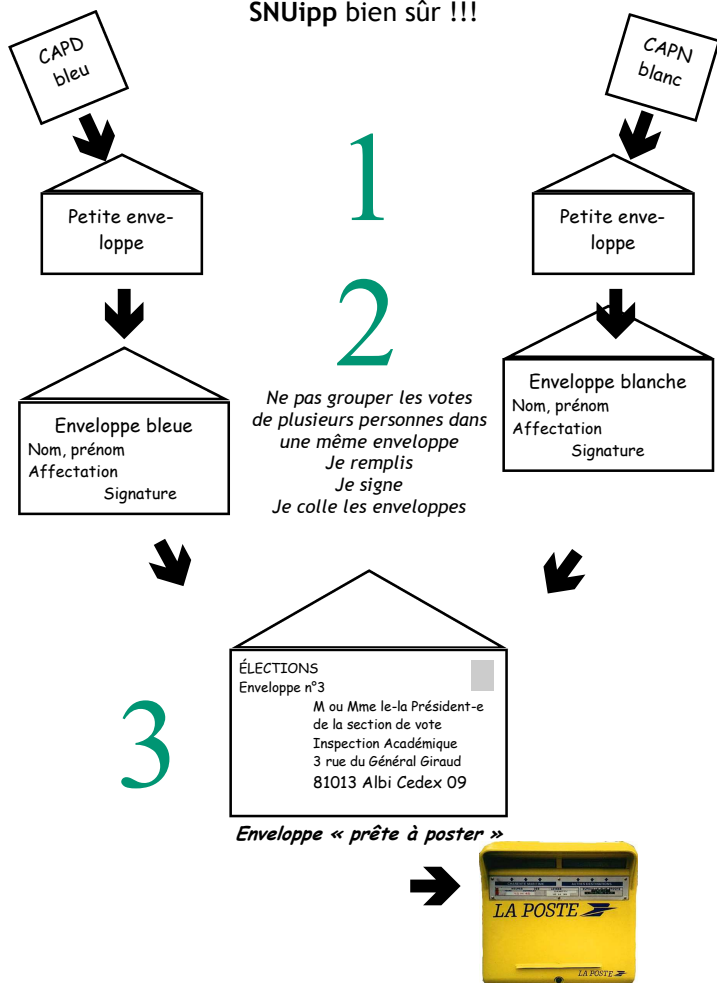 SNUipp bien sûr !!!
CAPD
bleu
CAPN
blanc
1
Petite enve-
loppe
Petite enve-
loppe
2
Ne pas grouper les votes
de plusieurs personnes dans
une même enveloppe
Je remplis
Je signe
Je colle les enveloppes
Enveloppe bleue
Nom, prénom
Affectation
Signature
Enveloppe blanche
Nom, prénom
Affectation
Signature
3
ÉLECTIONS
Enveloppe n°3
M ou Mme le-la Président-e
de la section de vote
Inspection Académique
3 rue du Général Giraud
81013 Albi Cedex 09
Enveloppe « prête à poster »
LA POSTE
LA POSTE